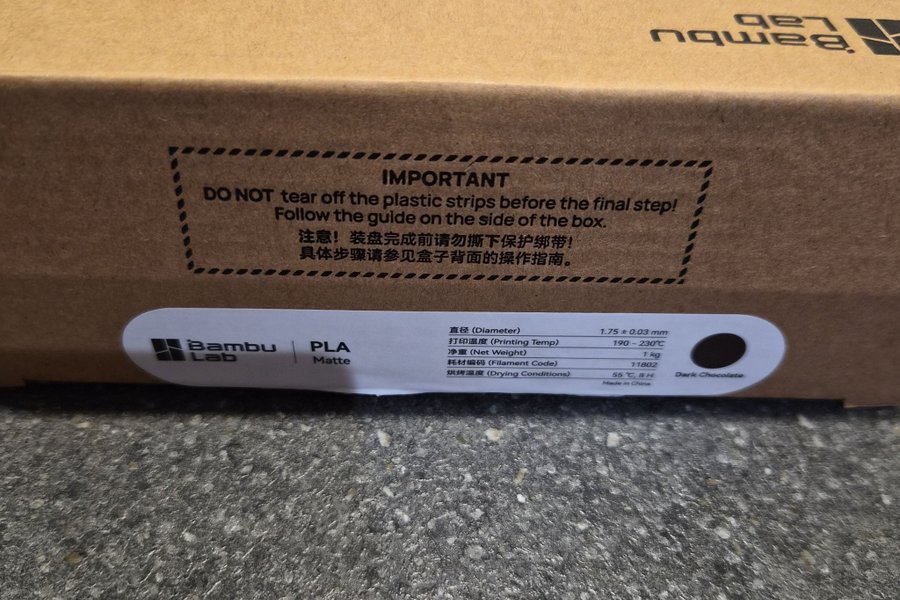 Bambu
Lab
IMPORTANT
DO NOT tear off the plastic strips before the final step!
Follow the guide on the side of the box.
注意！装盘完成前请勿撕下保护绑带！
具体步骤请参见盒子背面的操作指南。
Bambu
Lab
PLA
Matte
直径 (Diameter) 1.75 ± 0.03 mm
打印温度 (Printing Temp) 190 - 230℃
净重 (Net Weight) 1 kg
耗材编码 (Filament Code) 11802
烘烤温度 (Drying Conditions) 55 ℃, 8 H
Made in China
Dark Chocolate